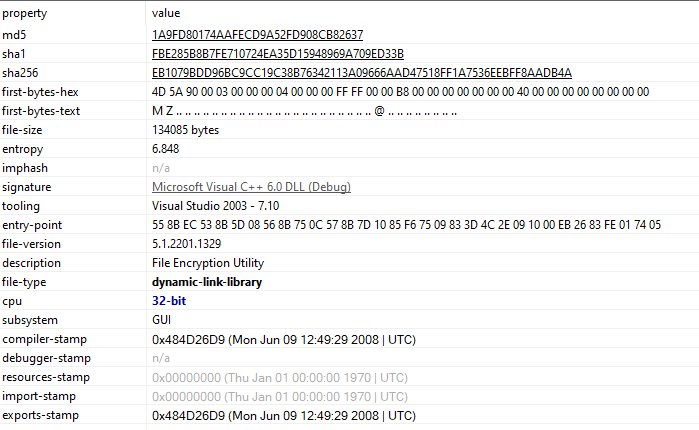 property value
md5 1A9FD80174AAFECD9A52FD908CB82637
sha1 FBE285B8B7FE710724EA35D15948969A709ED33B
sha256 EB1079BDD96BC9CC19C38B76342113A09666AAD47518FF1A7536EEBFF8AADB4A
first-bytes-hex 4D 5A 90 00 03 00 00 00 04 00 00 00 FF FF 00 00 B8 00 00 00 00 00 00 00 40 00 00 00 00 00 00 00
first-bytes-text M Z .. .. .. .. .. .. .. .. .. .. .. .. .. .. .. .. .. .. .. .. .. .. @ .. .. .. .. .. .. ..
file-size 134085 bytes
entropy 6.848
imphash n/a
signature Microsoft Visual C++ 6.0 DLL (Debug)
tooling Visual Studio 2003 - 7.10
entry-point 55 8B EC 53 8B 5D 08 56 8B 75 0C 57 8B 7D 10 85 F6 75 09 83 3D 4C 2E 09 10 00 EB 26 83 FE 01 74 05
file-version 5.1.2201.1329
description File Encryption Utility
file-type dynamic-link-library
cpu 32-bit
subsystem GUI
compiler-stamp 0x484D26D9 (Mon Jun 09 12:49:29 2008 | UTC)
debugger-stamp n/a
resources-stamp 0x00000000 (Thu Jan 01 00:00:00 1970 | UTC)
import-stamp 0x00000000 (Thu Jan 01 00:00:00 1970 | UTC)
exports-stamp 0x484D26D9 (Mon Jun 09 12:49:29 2008 | UTC)